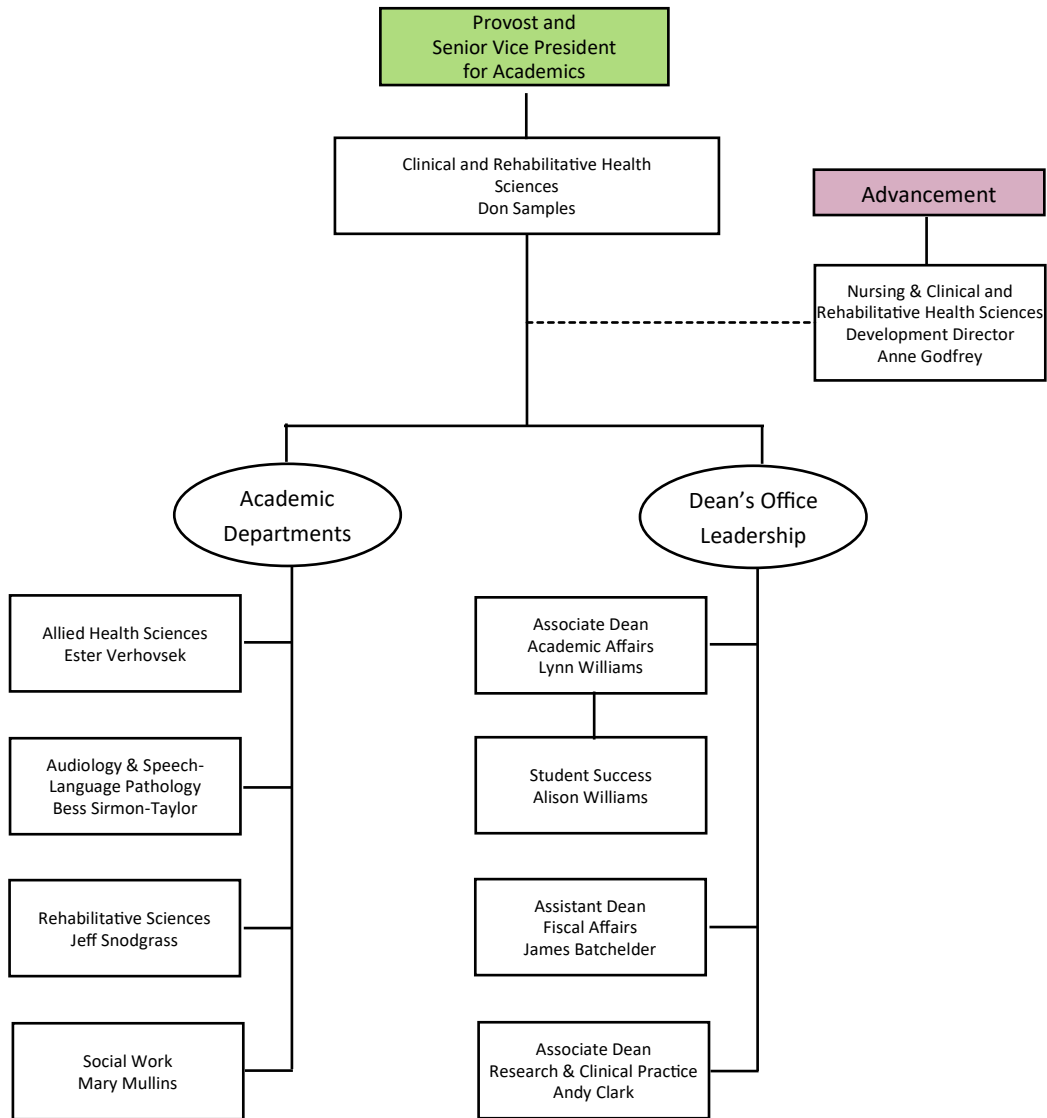 Provost and
Senior Vice President
for Academics
Clinical and Rehabilitative Health
Sciences
Don Samples
Advancement
Nursing & Clinical and
Rehabilitative Health Sciences
Development Director
Anne Godfrey
Academic
Departments
Dean’s Office
Leadership
Allied Health Sciences
Ester Verhovsek
Audiology & Speech-
Language Pathology
Bess Sirmon-Taylor
Rehabilitative Sciences
Jeff Snodgrass
Social Work
Mary Mullins
Associate Dean
Academic Affairs
Lynn Williams
Student Success
Alison Williams
Assistant Dean
Fiscal Affairs
James Batchelder
Associate Dean
Research & Clinical Practice
Andy Clark